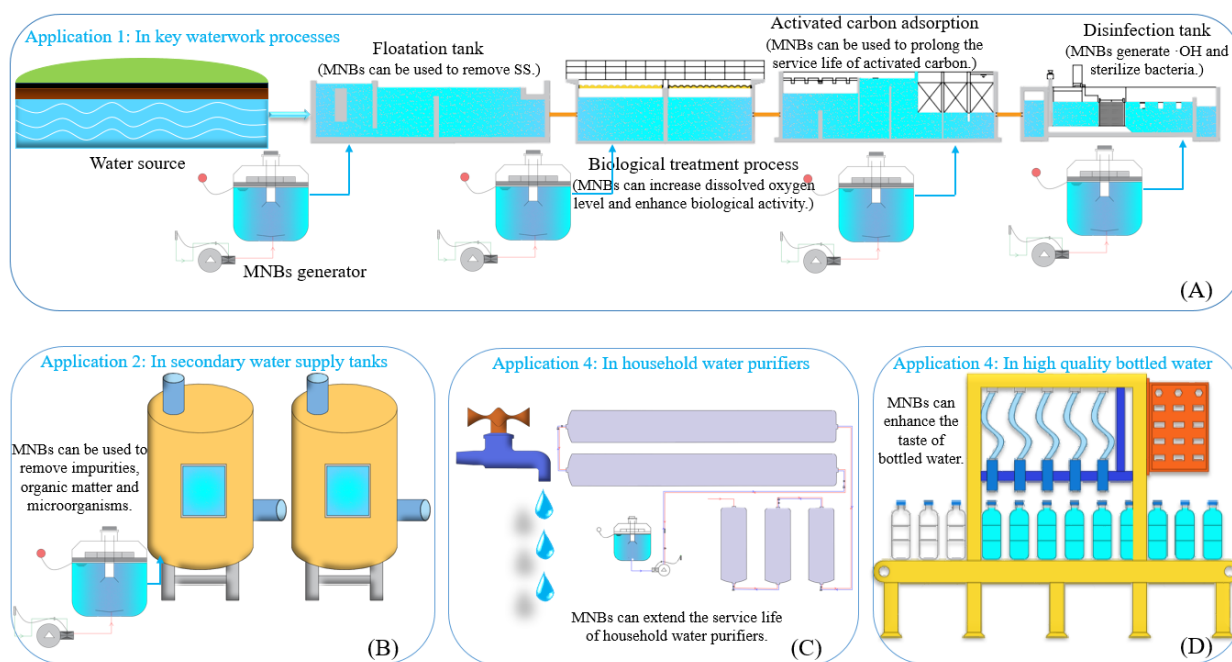 Application 1: In key waterwork processes
Floatation tank
(MNBs can be used to remove SS.)
Activated carbon adsorption
(MNBs can be used to prolong the
service life of activated carbon.)
Disinfection tank
(MNBs generate ·OH and
sterilize bacteria.)
Water source
Biological treatment process
(MNBs can increase dissolved oxygen
level and enhance biological activity.)
MNBs generator
(A)
Application 2: In secondary water supply tanks
MNBs can be used to
remove impurities,
organic matter and
microorganisms.
(B)
Application 4: In household water purifiers
MNBs can extend the service life
of household water purifiers.
(C)
Application 4: In high quality bottled water
MNBs can
enhance the
taste of
bottled water.
(D)